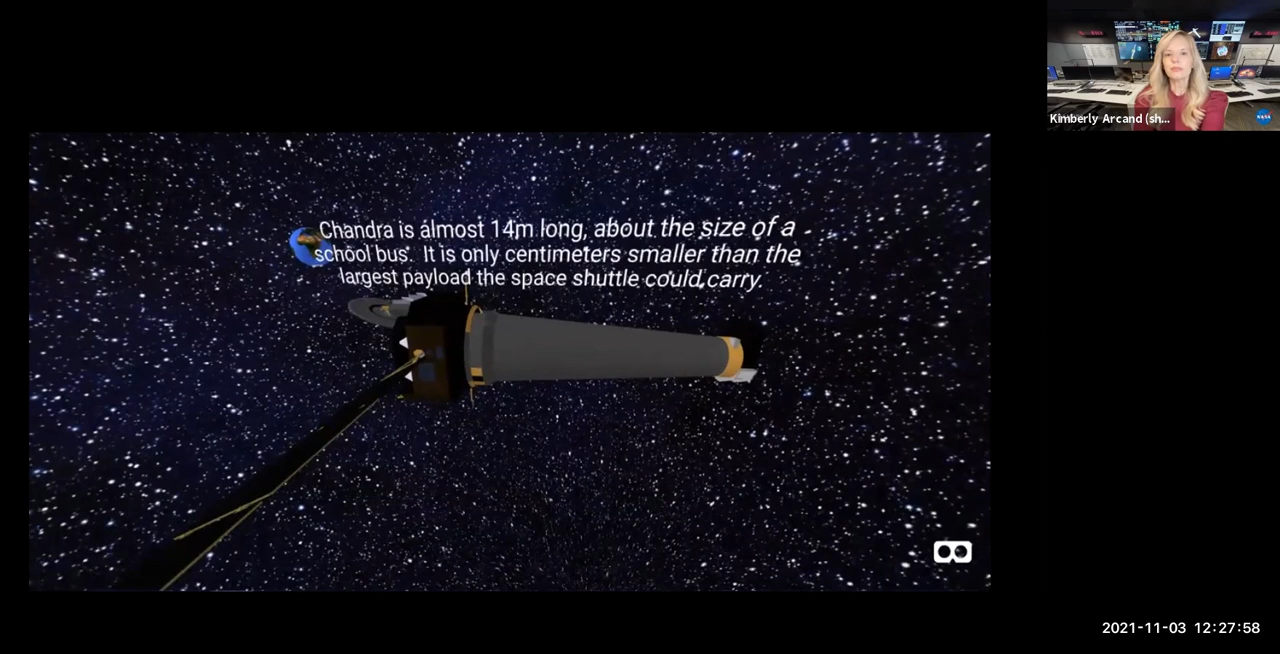 Kimberly Arcand (sh...
NASA
Chandra is almost 14m long, about the size of a
school bus. It is only centimeters smaller than the
largest payload the space shuttle could carry.
2021-11-03 12:27:58